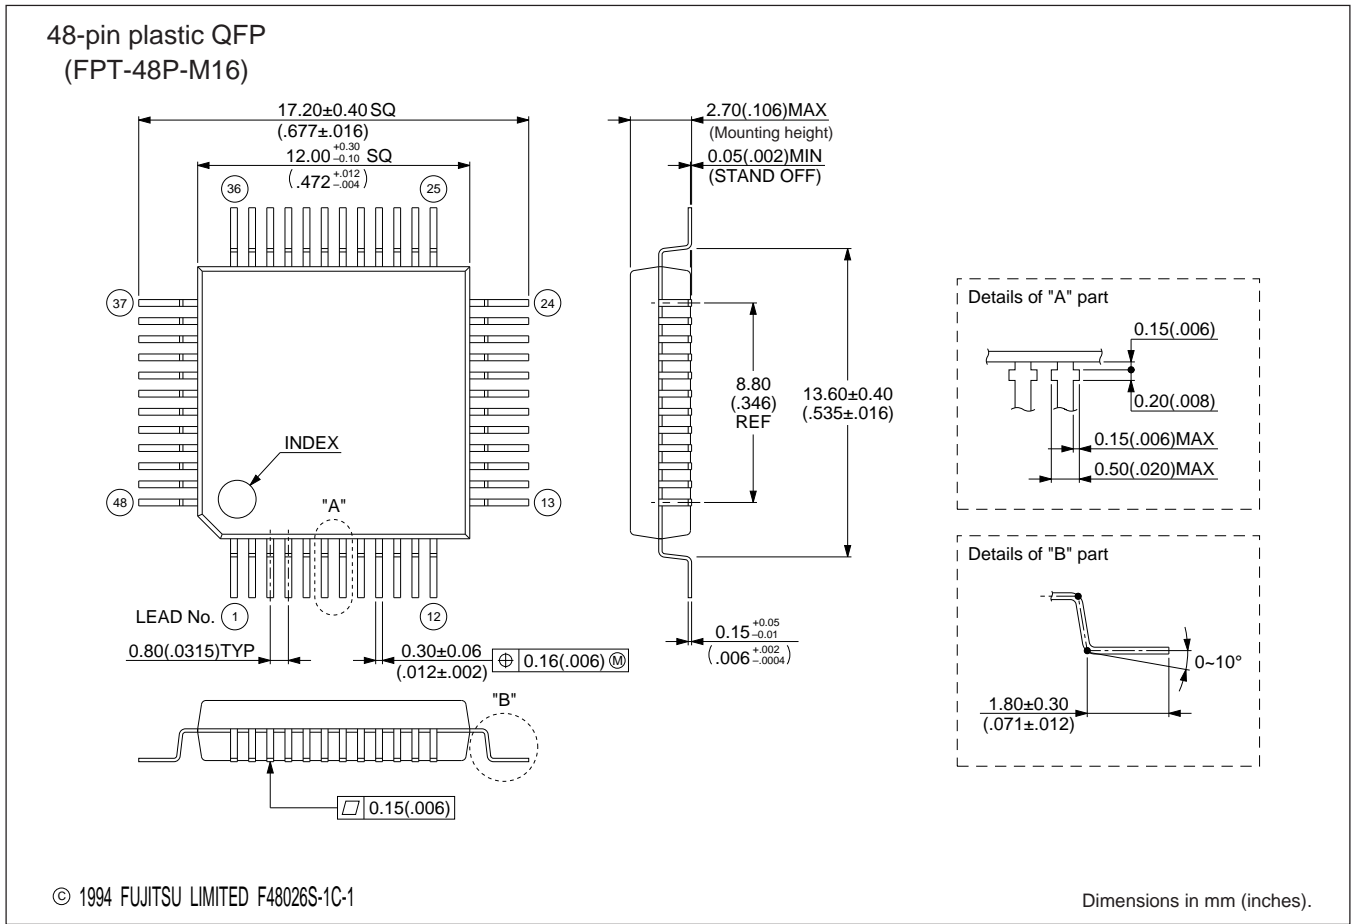 48-pin plastic QFP
(FPT-48P-M16)
17.20±0.40 SQ
(.677±.016)
12.00 +0.30 –0.10 SQ
(.472 +.012 –.004)
36
25
37
24
48
13
INDEX
"A"
LEAD No.
1
12
0.80(.0315)TYP
0.30±0.06
(.012±.002)
⌖ 0.16(.006) Ⓜ
"B"
▱ 0.15(.006)
2.70(.106)MAX
(Mounting height)
0.05(.002)MIN
(STAND OFF)
8.80
(.346)
REF
13.60±0.40
(.535±.016)
0.15 +0.05 –0.01
(.006 +.002 –.0004)
Details of "A" part
0.15(.006)
0.20(.008)
0.15(.006)MAX
0.50(.020)MAX
Details of "B" part
0~10°
1.80±0.30
(.071±.012)
© 1994 FUJITSU LIMITED F48026S-1C-1
Dimensions in mm (inches).